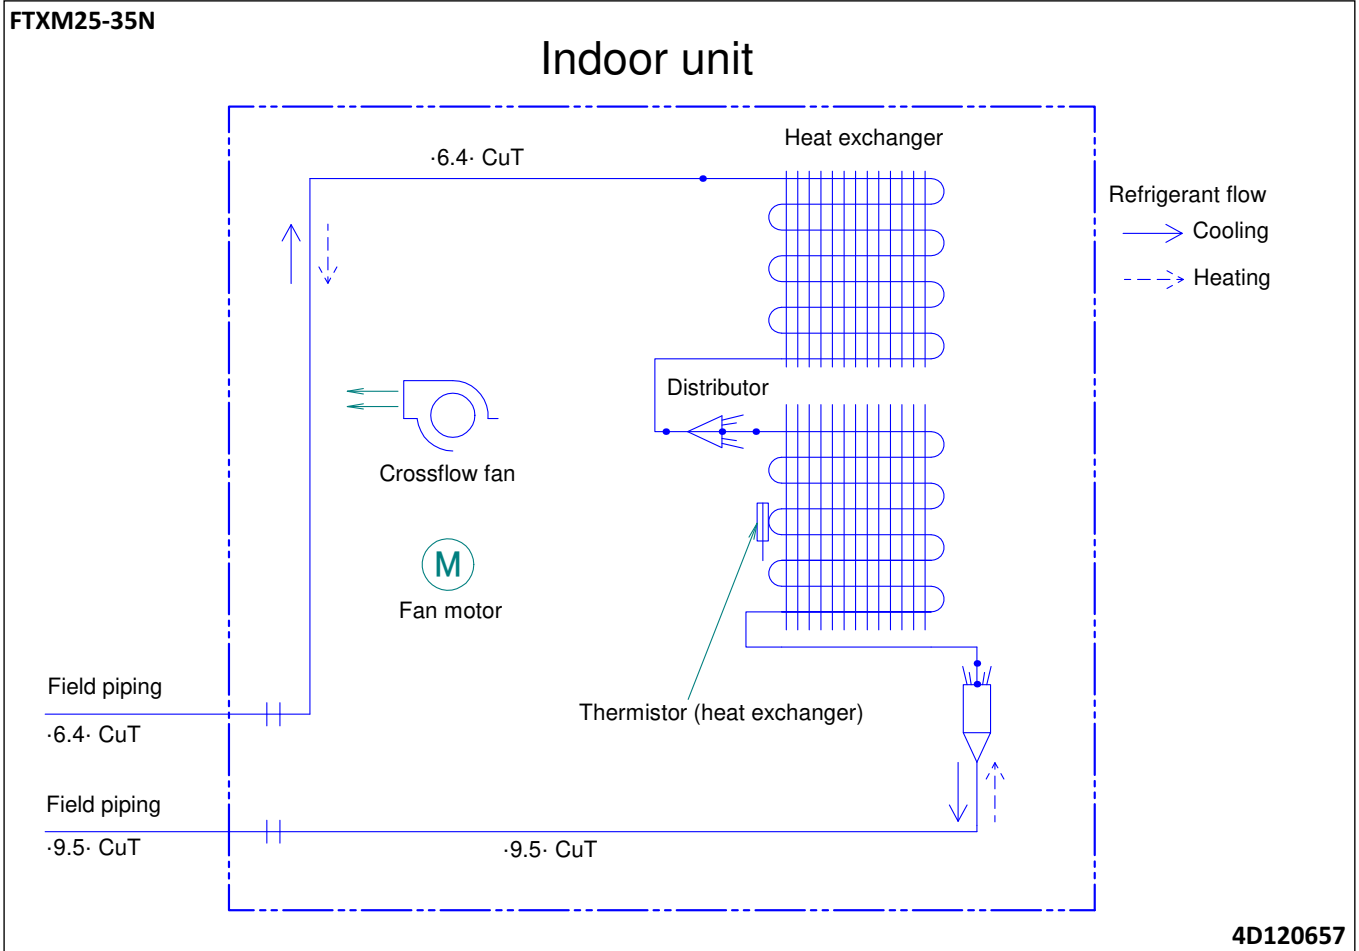 FTXM25-35N
Indoor unit
Heat exchanger
·6.4· CuT
Refrigerant flow
Cooling
Heating
Distributor
Crossflow fan
M
Fan motor
Field piping
·6.4· CuT
Thermistor (heat exchanger)
Field piping
·9.5· CuT
·9.5· CuT
4D120657